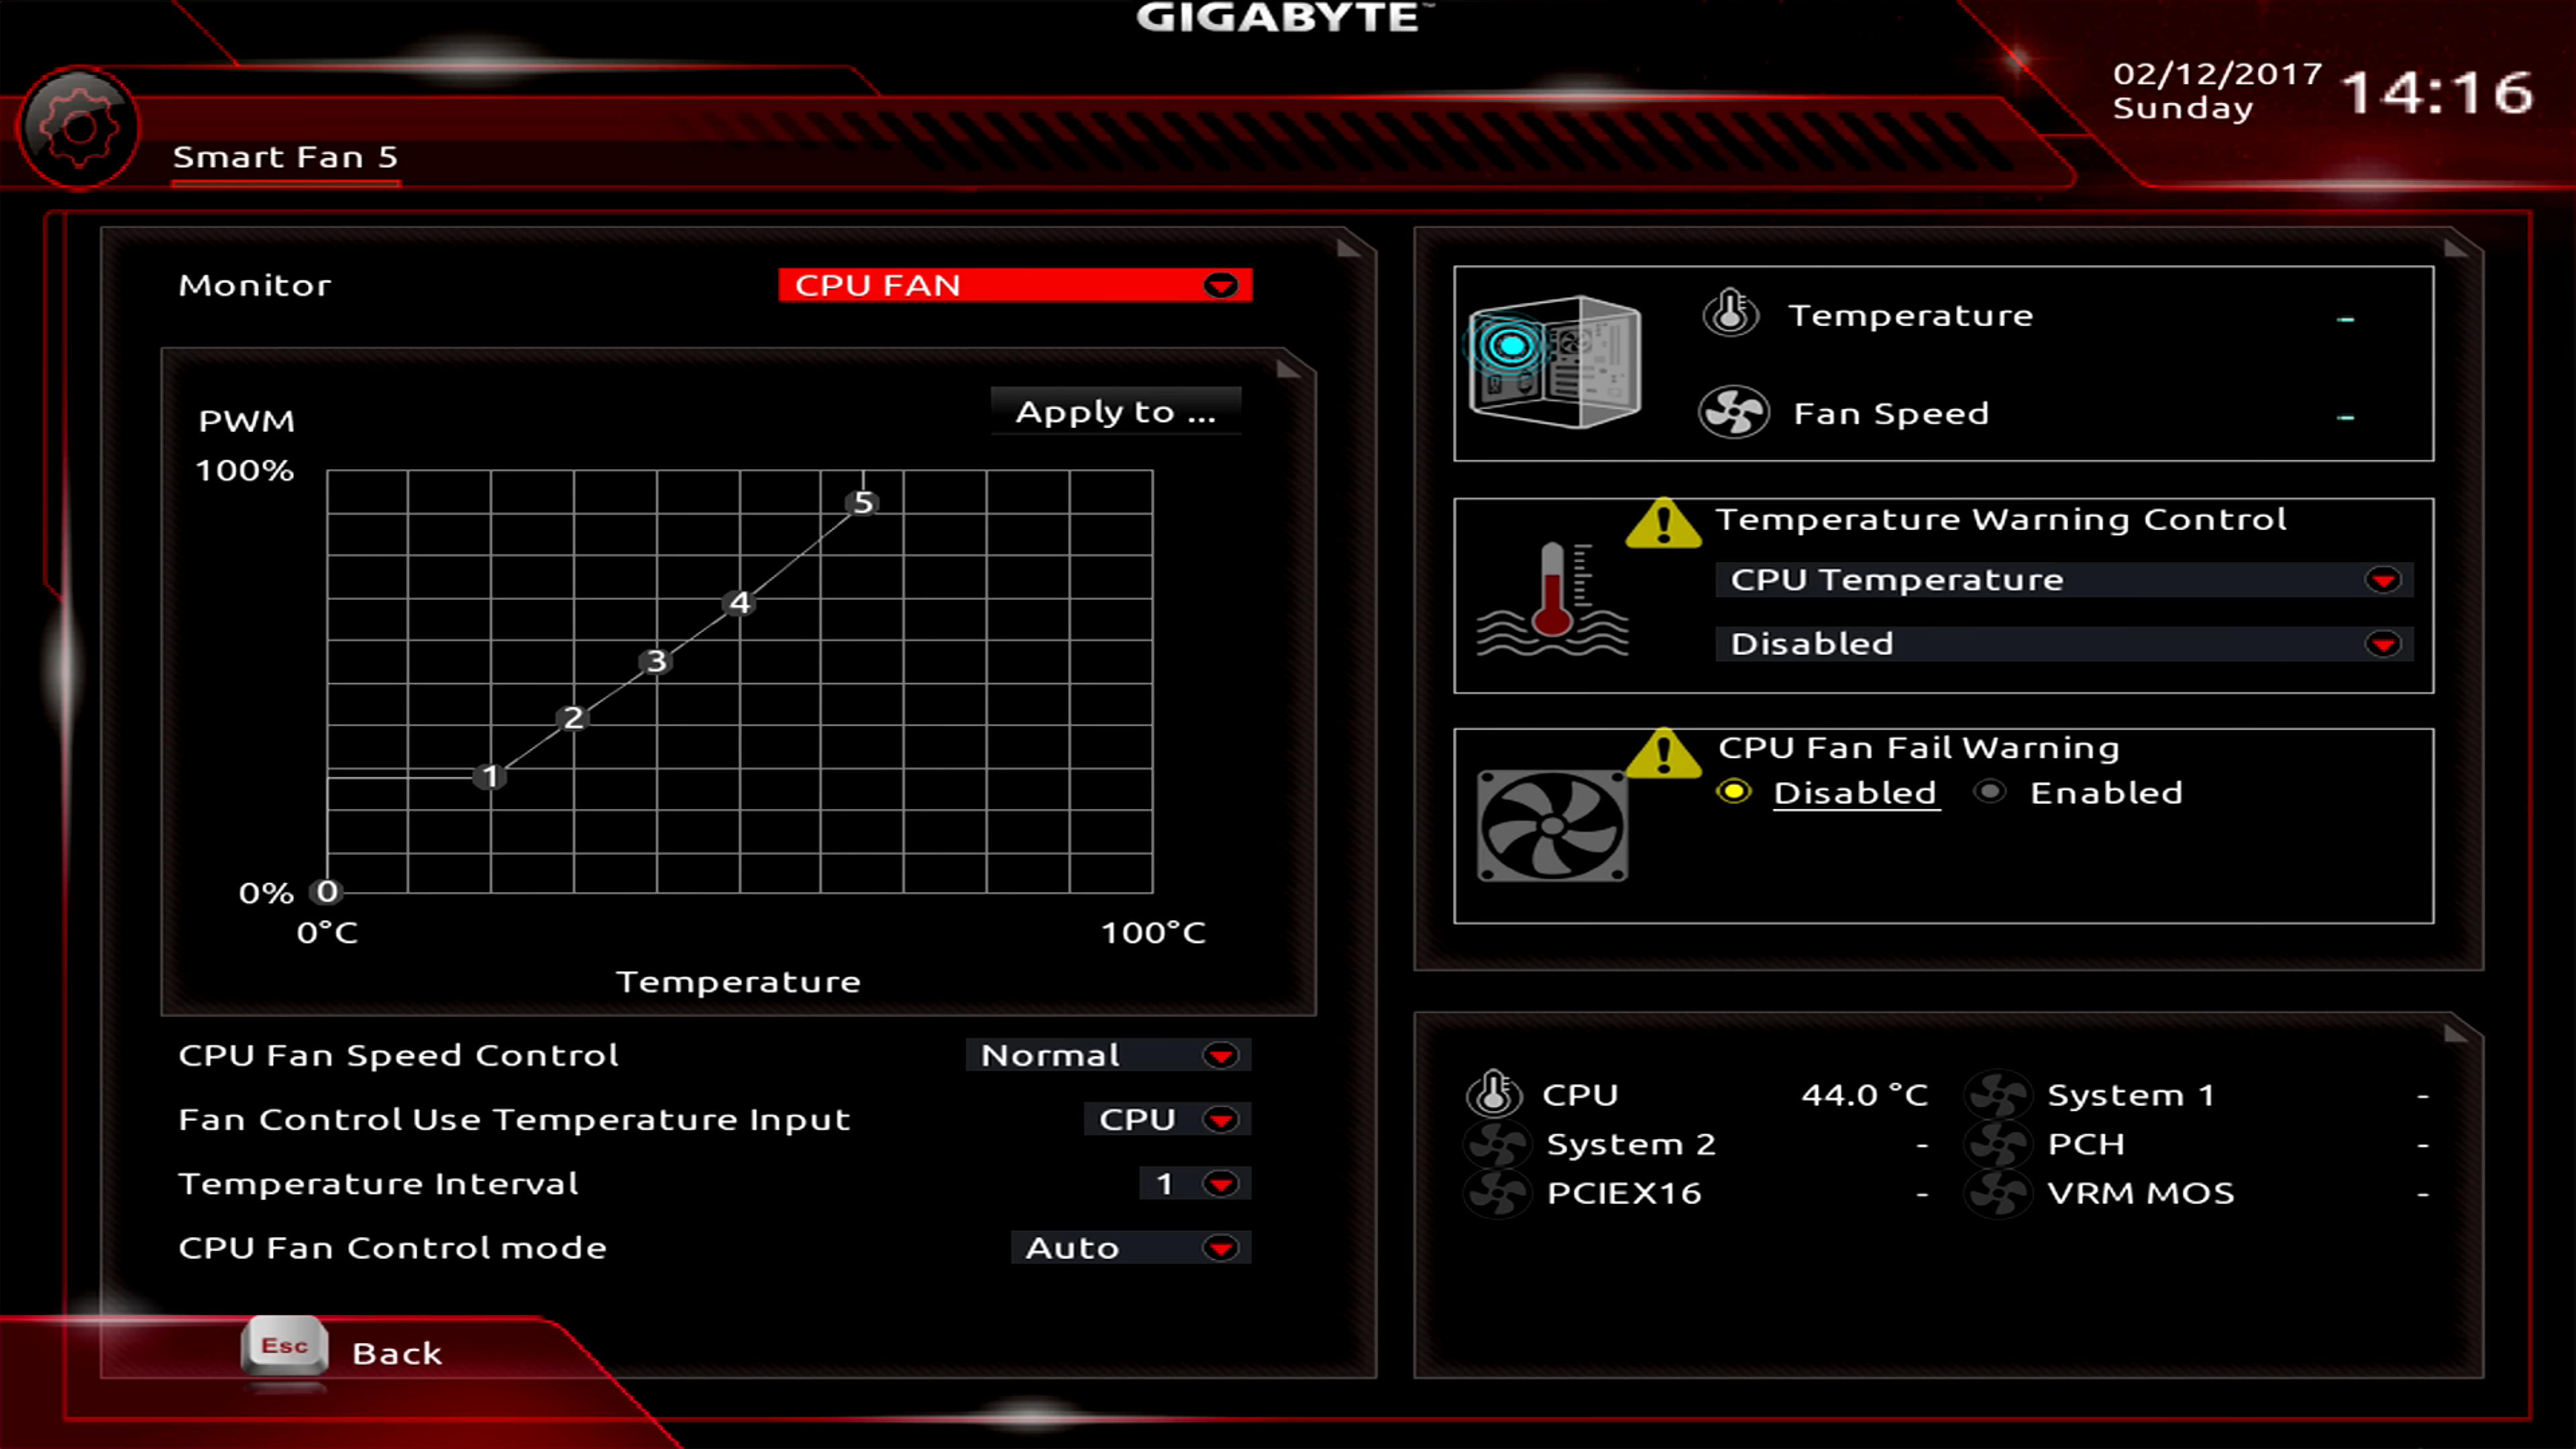 GIGABYTE™
02/12/2017
Sunday
14:16
Smart Fan 5
Monitor
CPU FAN
PWM
Apply to ...
100%
5
4
3
2
1
0% 0
0°C
100°C
Temperature
CPU Fan Speed Control
Normal
Fan Control Use Temperature Input
CPU
Temperature Interval
1
CPU Fan Control mode
Auto
Esc Back
Temperature -
Fan Speed -
Temperature Warning Control
CPU Temperature
Disabled
CPU Fan Fail Warning
Disabled Enabled
CPU 44.0 °C System 1 -
System 2 - PCH -
PCIEX16 - VRM MOS -